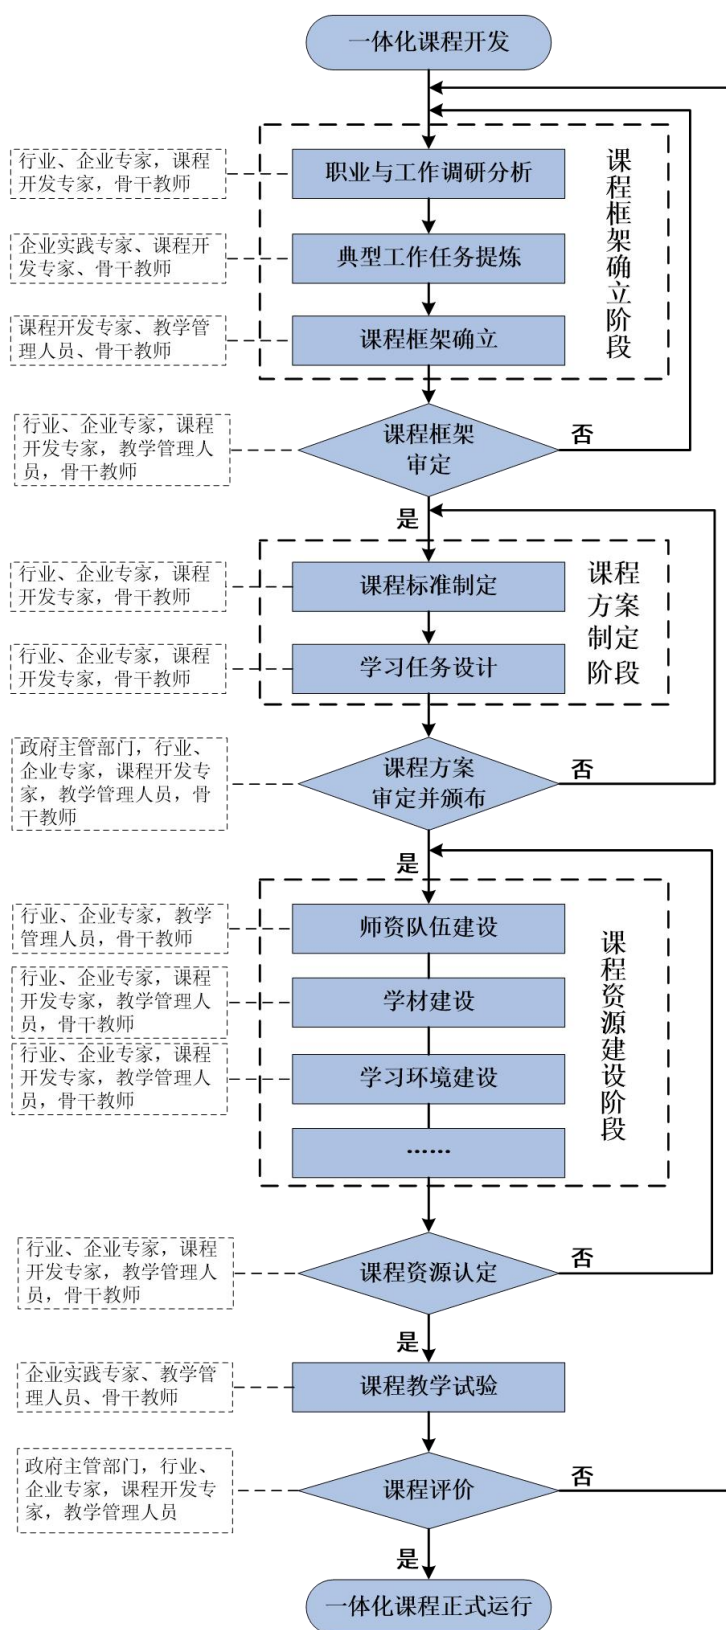 一体化课程开发
课程框架确立阶段
行业、企业专家，课程
开发专家，骨干教师
职业与工作调研分析
企业实践专家、课程开
发专家、骨干教师
典型工作任务提炼
课程开发专家、教学管
理人员、骨干教师
课程框架确立
行业、企业专家，课程
开发专家，教学管理人
员，骨干教师
课程框架
审定
否
是
课程
方案
制定
阶段
行业、企业专家，课程
开发专家，骨干教师
课程标准制定
行业、企业专家，课程
开发专家，骨干教师
学习任务设计
政府主管部门，行业、
企业专家，课程开发专
家，教学管理人员，骨
干教师
课程方案
审定并颁布
否
是
课程资源建设阶段
行业、企业专家，教学
管理人员，骨干教师
师资队伍建设
行业、企业专家，课程
开发专家，教学管理人
员，骨干教师
学材建设
行业、企业专家，课程
开发专家，教学管理人
员，骨干教师
学习环境建设
……
行业、企业专家，课程
开发专家，教学管理人
员，骨干教师
课程资源认定
否
是
企业实践专家、教学管
理人员、骨干教师
课程教学试验
政府主管部门，行业、
企业专家，课程开发专
家，教学管理人员
课程评价
否
是
一体化课程正式运行